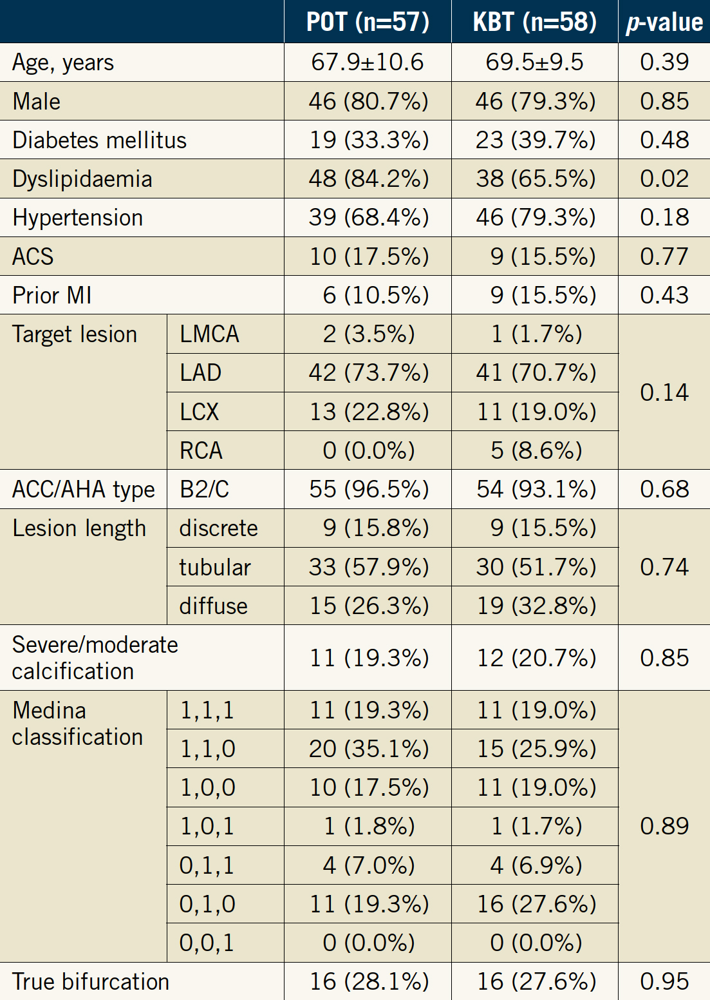 POT (n=57) KBT (n=58) p-value
Age, years 67.9±10.6 69.5±9.5 0.39
Male 46 (80.7%) 46 (79.3%) 0.85
Diabetes mellitus 19 (33.3%) 23 (39.7%) 0.48
Dyslipidaemia 48 (84.2%) 38 (65.5%) 0.02
Hypertension 39 (68.4%) 46 (79.3%) 0.18
ACS 10 (17.5%) 9 (15.5%) 0.77
Prior MI 6 (10.5%) 9 (15.5%) 0.43
Target lesion LMCA 2 (3.5%) 1 (1.7%)
LAD 42 (73.7%) 41 (70.7%)
0.14
LCX 13 (22.8%) 11 (19.0%)
RCA 0 (0.0%) 5 (8.6%)
ACC/AHA type B2/C 55 (96.5%) 54 (93.1%) 0.68
Lesion length discrete 9 (15.8%) 9 (15.5%)
tubular 33 (57.9%) 30 (51.7%) 0.74
diffuse 15 (26.3%) 19 (32.8%)
Severe/moderate
calcification 11 (19.3%) 12 (20.7%) 0.85
Medina 1,1,1 11 (19.3%) 11 (19.0%)
classification
1,1,0 20 (35.1%) 15 (25.9%)
1,0,0 10 (17.5%) 11 (19.0%)
1,0,1 1 (1.8%) 1 (1.7%) 0.89
0,1,1 4 (7.0%) 4 (6.9%)
0,1,0 11 (19.3%) 16 (27.6%)
0,0,1 0 (0.0%) 0 (0.0%)
True bifurcation 16 (28.1%) 16 (27.6%) 0.95